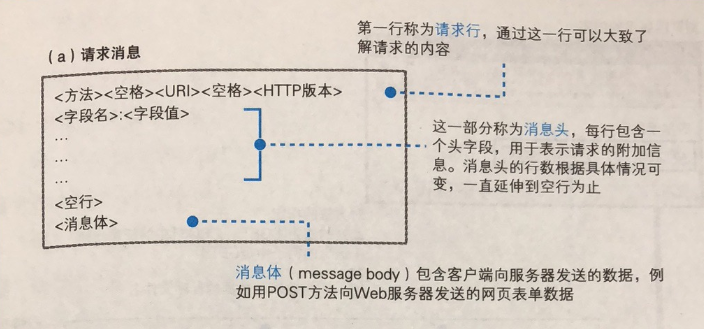 第一行称为请求行，通过这一行可以大致了
解请求的内容
(a) 请求消息
<方法><空格><URI><空格><HTTP版本>
<字段名>:<字段值>
...
...
...
<空行>
<消息体>
这一部分称为消息头，每行包含一
个头字段，用于表示请求的附加信
息。消息头的行数根据具体情况可
变，一直延伸到空行为止
消息体（message body）包含客户端向服务器发送的数据，例
如用POST方法向Web服务器发送的网页表单数据